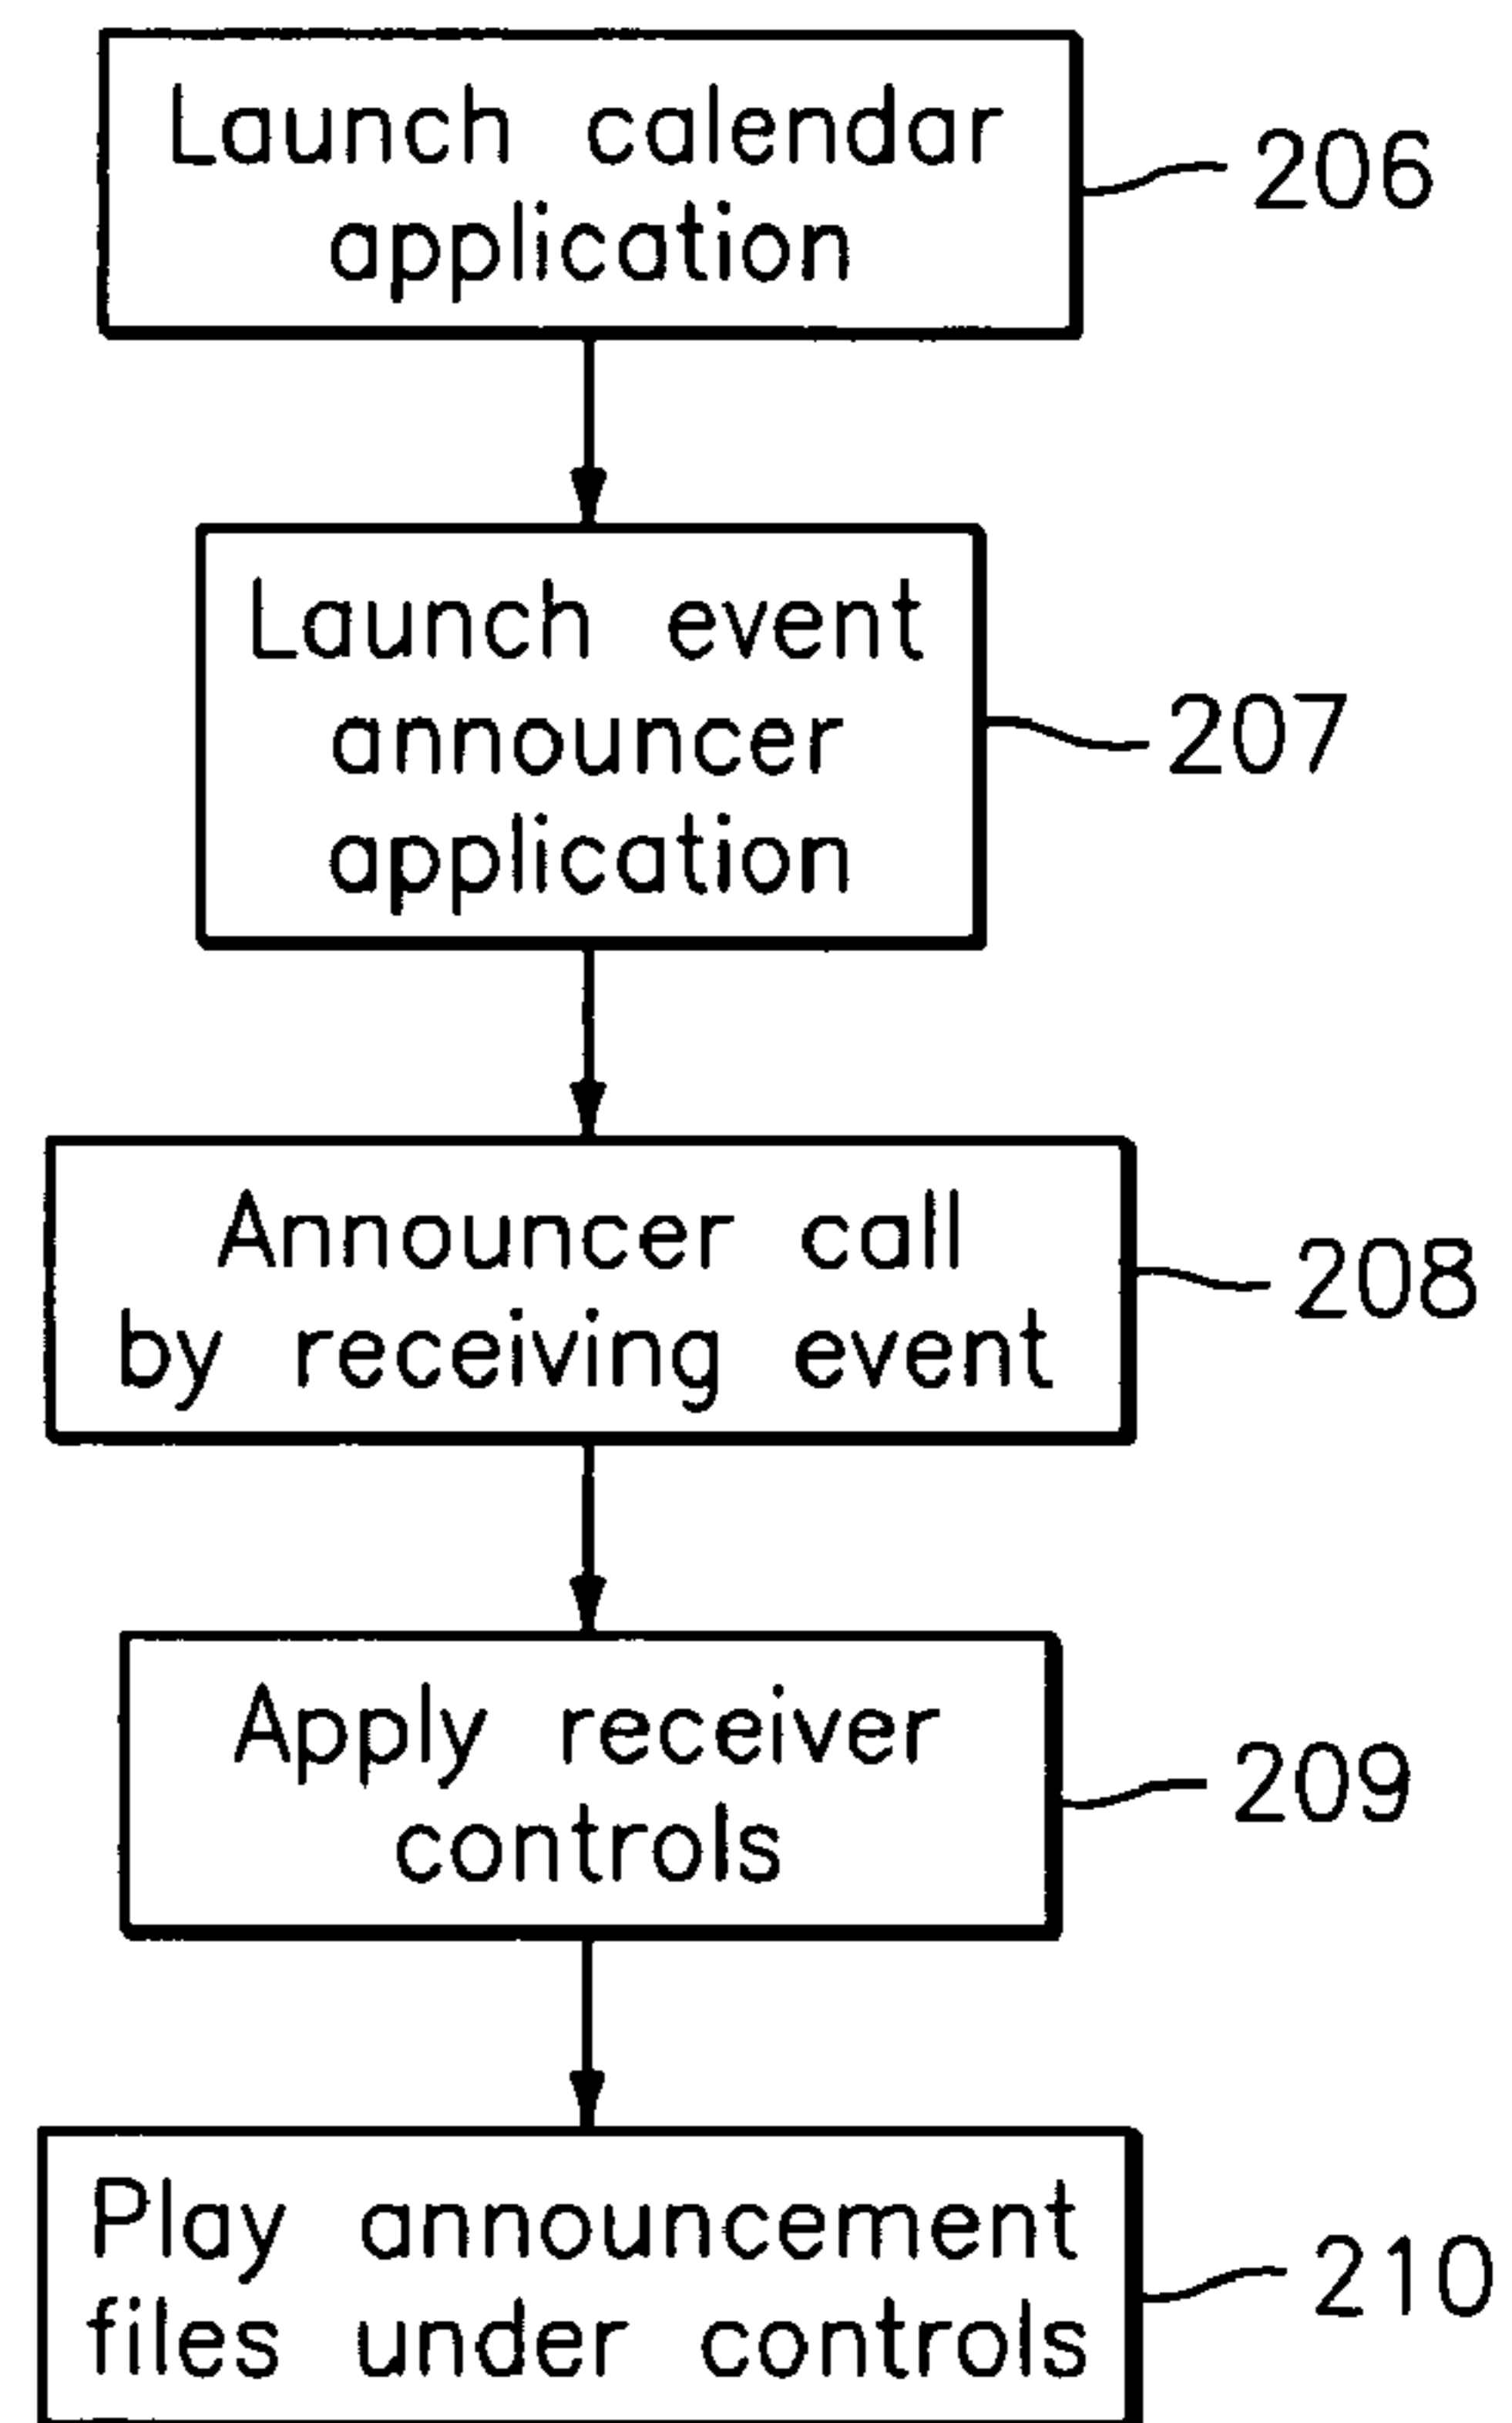 Launch calendar
application
206
Launch event
announcer
application
207
Announcer call
by receiving event
208
Apply receiver
controls
209
Play announcement
files under controls
210